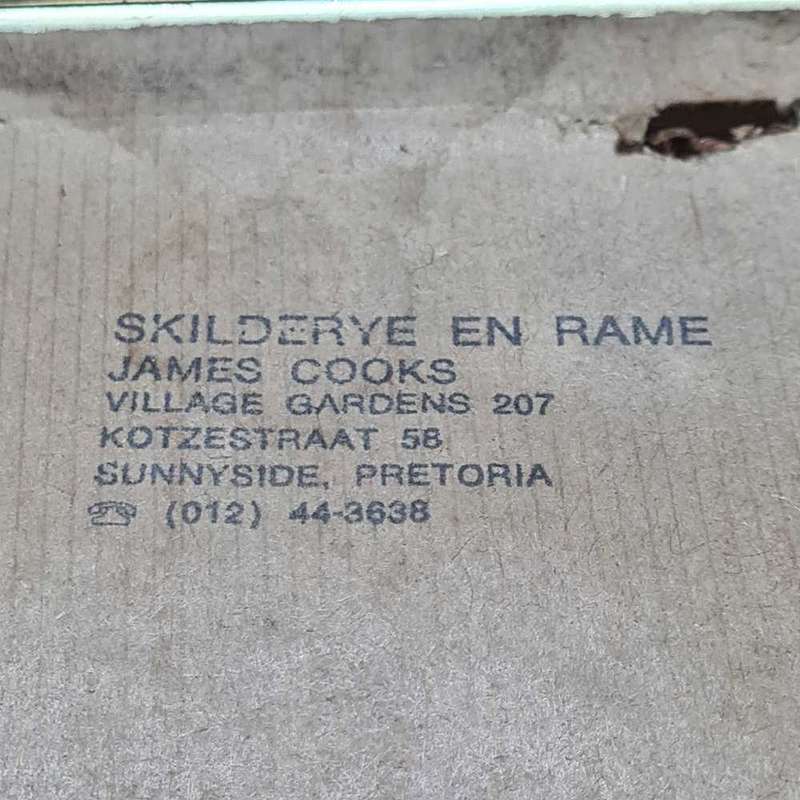 SKILDERYE EN RAME
JAMES COOKS
VILLAGE GARDENS 207
KOTZESTRAAT 58
SUNNYSIDE, PRETORIA
☎ (012) 44-3638